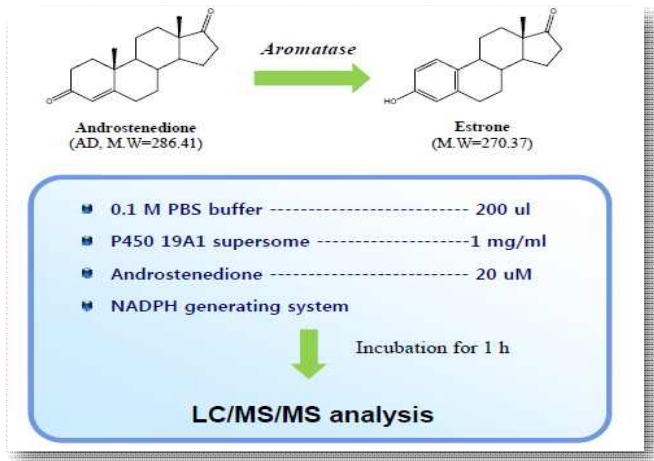 O
O
Aromatase
O
HO
Androstenedione
(AD, M.W=286.41)
Estrone
(M.W=270.37)
0.1 M PBS buffer ---------------------------- 200 ul
P450 19A1 supersome ---------------------1 mg/ml
Androstenedione ---------------------------- 20 uM
NADPH generating system
Incubation for 1 h
LC/MS/MS analysis